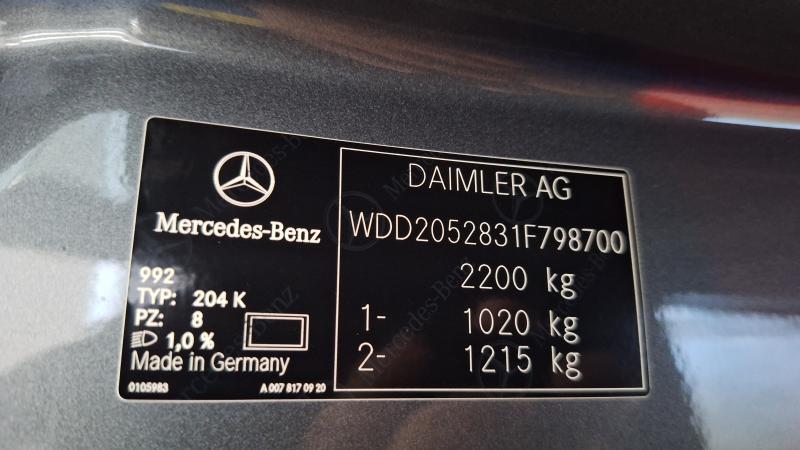 Mercedes-Benz
992
TYP: 204 K
PZ: 8
1,0 %
Made in Germany
0105983
A 007 817 09 20
DAIMLER AG
WDD2052831F798700
2200 kg
1- 1020 kg
2- 1215 kg